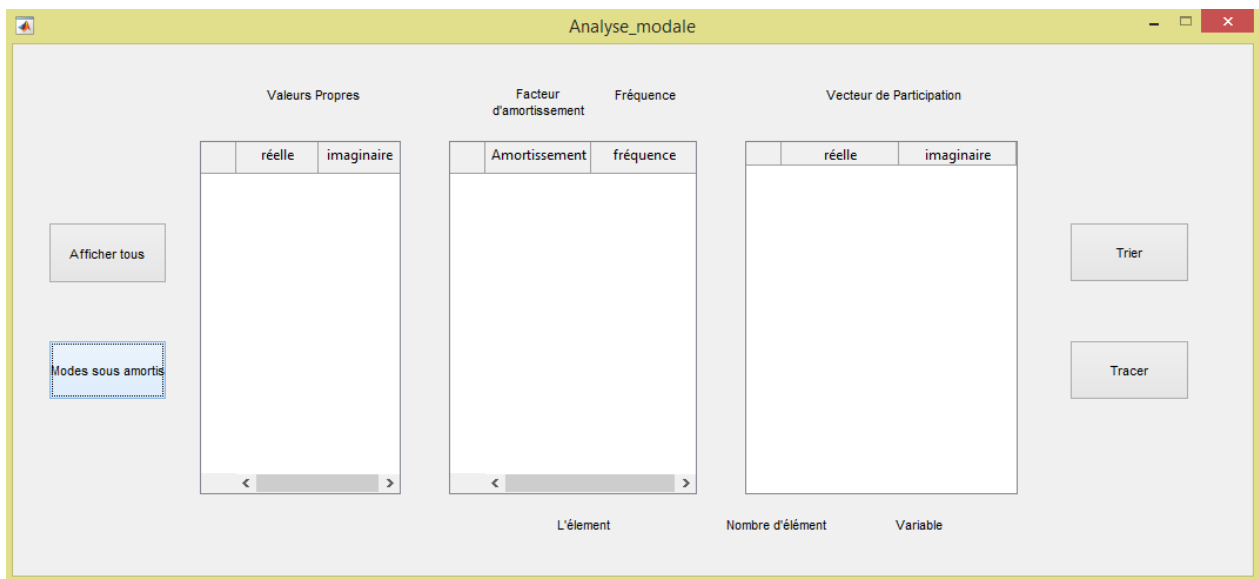 Analyse_modale
Valeurs Propres
Facteur
d'amortissement
Fréquence
Vecteur de Participation
réelle imaginaire
Amortissement fréquence
réelle imaginaire
Afficher tous
Trier
Modes sous amortis
Tracer
L'élement
Nombre d'élément
Variable